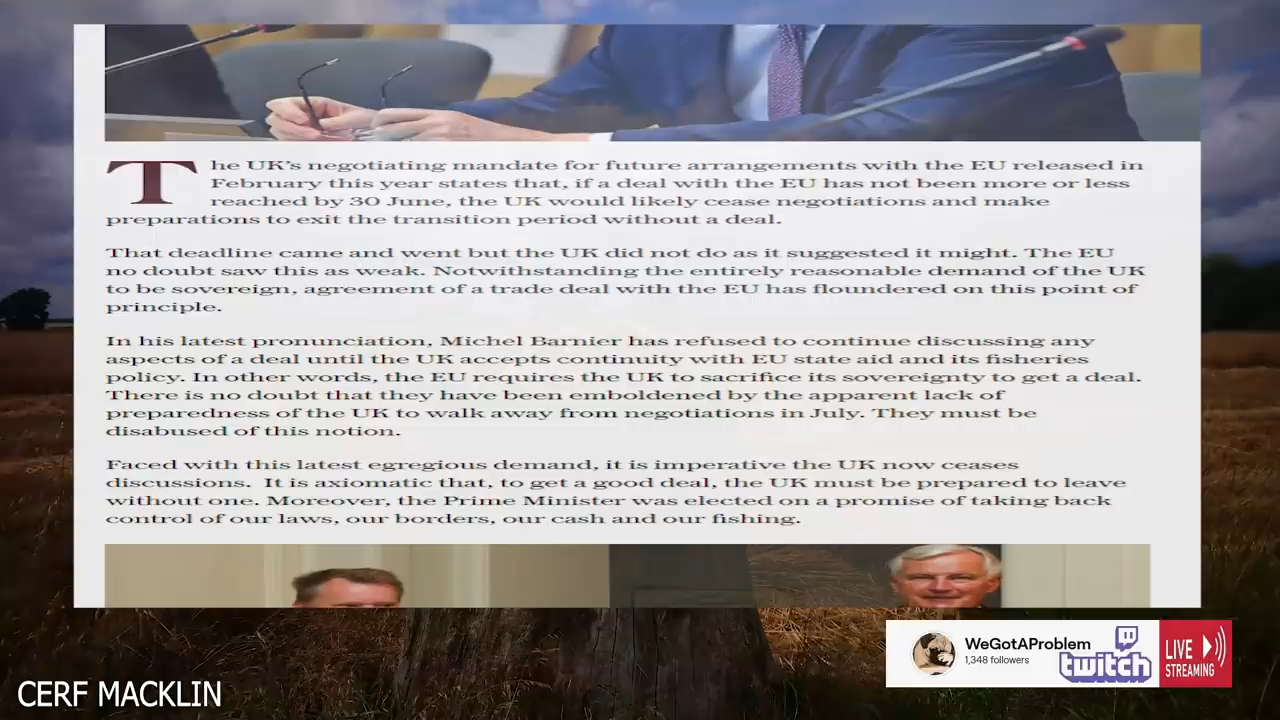 The UK's negotiating mandate for future arrangements with the EU released in
February this year states that, if a deal with the EU has not been more or less
reached by 30 June, the UK would likely cease negotiations and make
preparations to exit the transition period without a deal.
That deadline came and went but the UK did not do as it suggested it might. The EU
no doubt saw this as weak. Notwithstanding the entirely reasonable demand of the UK
to be sovereign, agreement of a trade deal with the EU has floundered on this point of
principle.
In his latest pronunciation, Michel Barnier has refused to continue discussing any
aspects of a deal until the UK accepts continuity with EU state aid and its fisheries
policy. In other words, the EU requires the UK to sacrifice its sovereignty to get a deal.
There is no doubt that they have been emboldened by the apparent lack of
preparedness of the UK to walk away from negotiations in July. They must be
disabused of this notion.
Faced with this latest egregious demand, it is imperative the UK now ceases
discussions. It is axiomatic that, to get a good deal, the UK must be prepared to leave
without one. Moreover, the Prime Minister was elected on a promise of taking back
control of our laws, our borders, our cash and our fishing.
WeGotAProblem
1,348 followers
twitch
LIVE
STREAMING
CERF MACKLIN